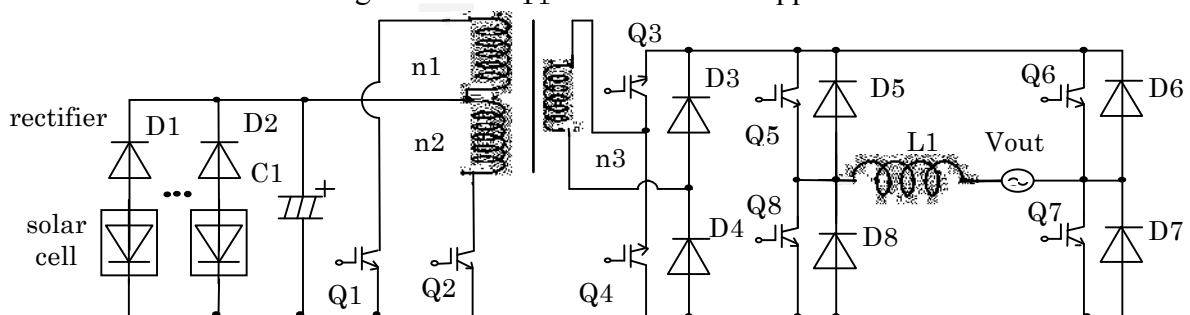 Q3
n1
D3
D5
Q6
D6
rectifier
D1
D2
Q5
n2
L1
Vout
n3
C1
+
solar
cell
Q8
Q7
D4
D8
D7
Q1
Q2
Q4